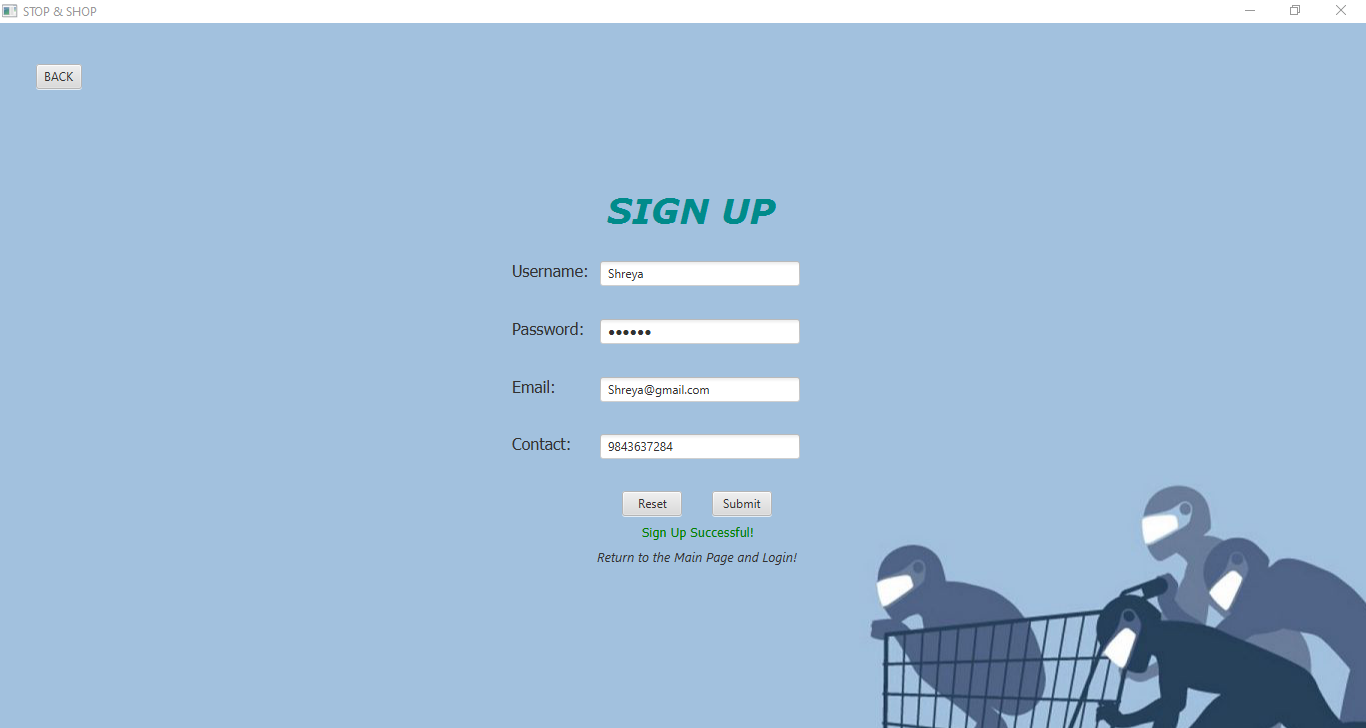 STOP & SHOP
BACK
SIGN UP
Username: Shreya
Password: ••••••
Email: Shreya@gmail.com
Contact: 9843637284
Reset Submit
Sign Up Successful!
Return to the Main Page and Login!